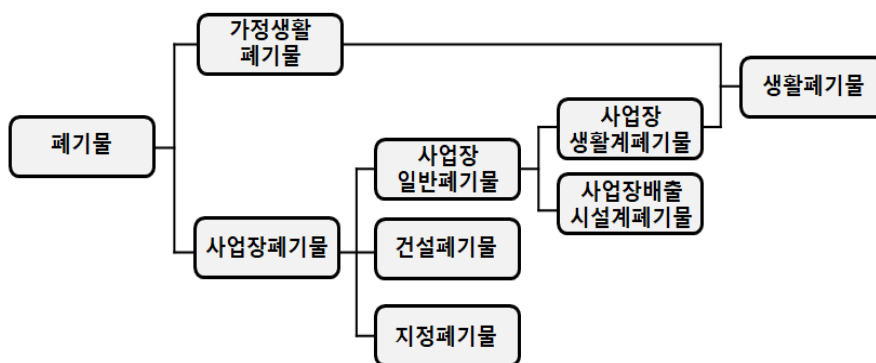 가정생활
폐기물
생활폐기물
폐기물
사업장
생활계폐기물
사업장
일반폐기물
사업장배출
시설계폐기물
사업장폐기물
건설폐기물
지정폐기물